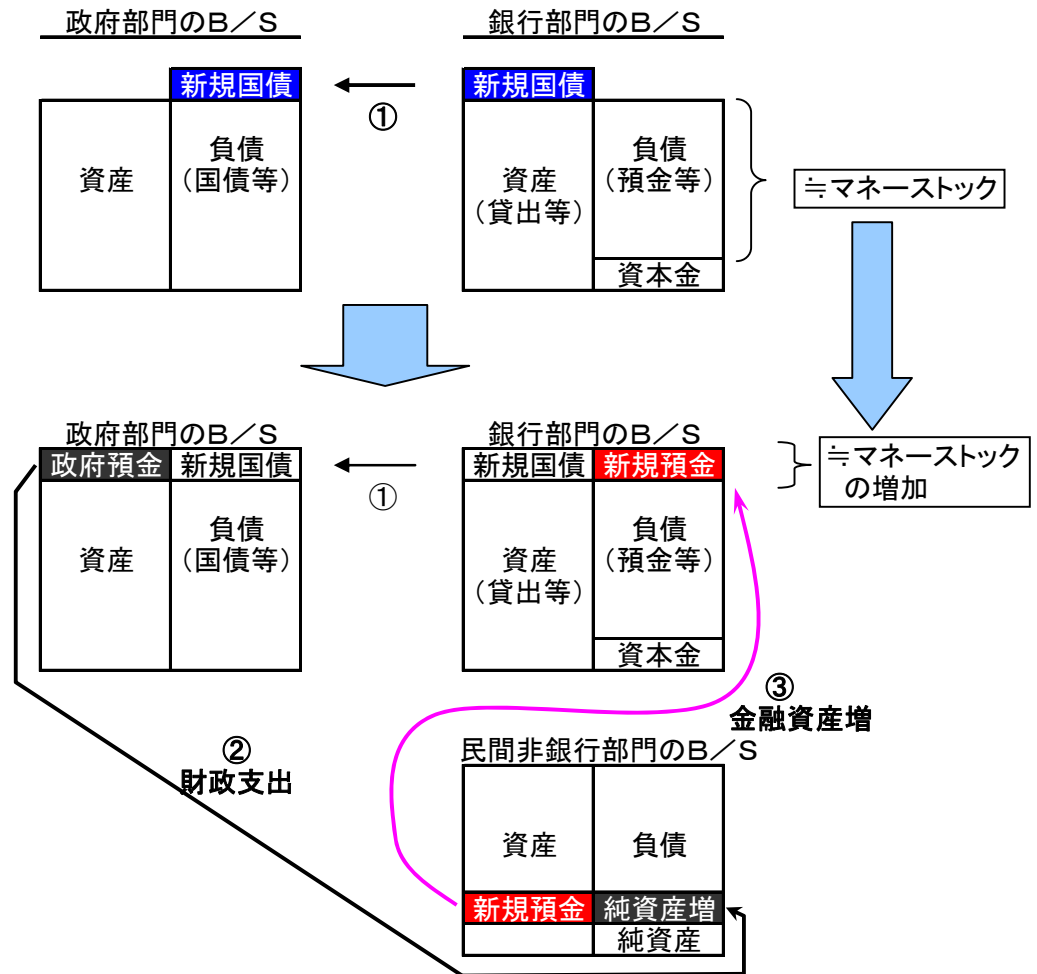 政府部門のB／S
銀行部門のB／S
新規国債
新規国債
①
資産
負債
（国債等）
資産
（貸出等）
負債
（預金等）
資本金
≒マネーストック
政府部門のB／S
銀行部門のB／S
政府預金
新規国債
①
新規国債
新規預金
≒マネーストック
の増加
資産
負債
（国債等）
資産
（貸出等）
負債
（預金等）
資本金
③
金融資産増
②
財政支出
民間非銀行部門のB／S
資産
負債
新規預金
純資産増
純資産